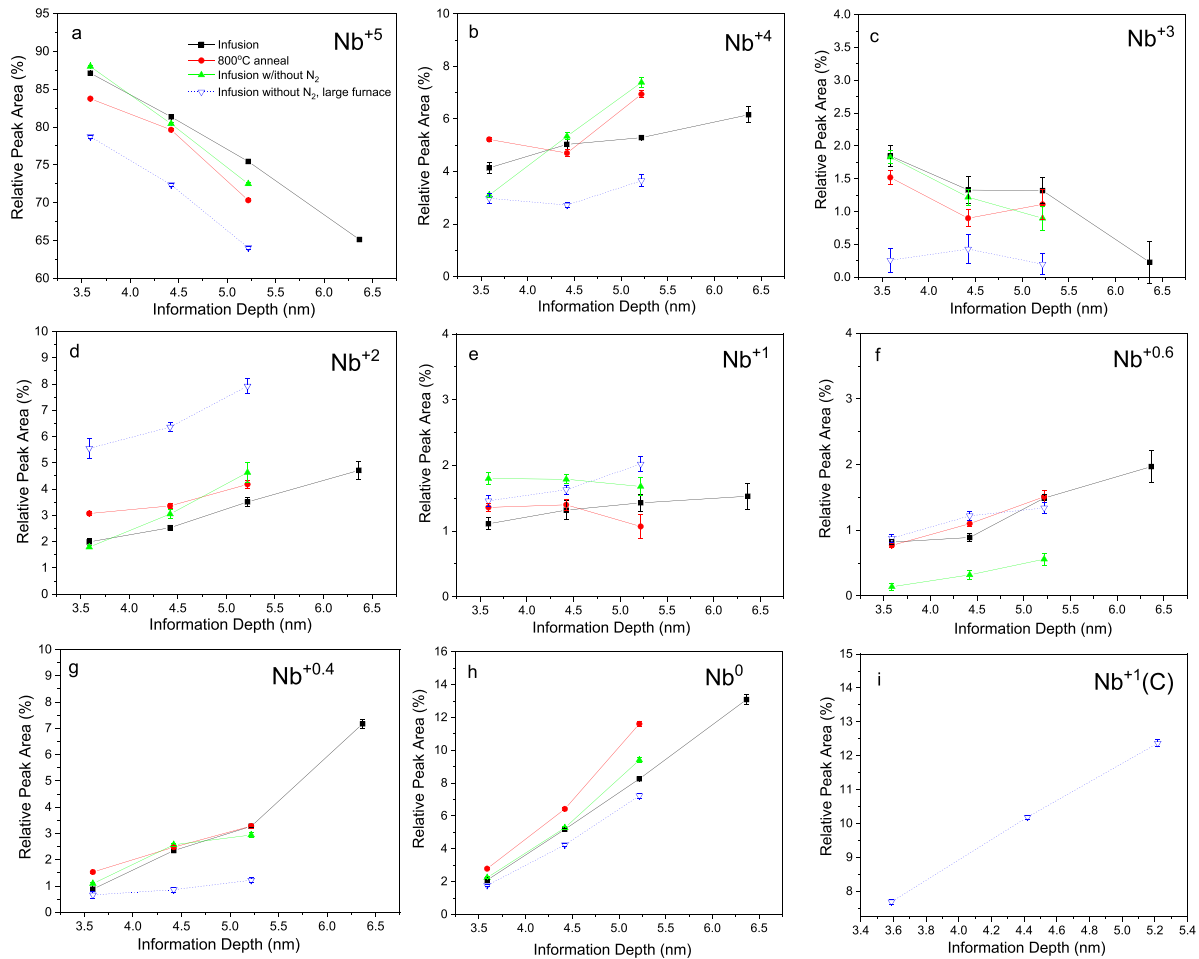 a
Nb+5
Infusion
800°C anneal
Infusion w/without N2
Infusion without N2, large furnace
Relative Peak Area (%)
95
90
85
80
75
70
65
60
3.5 4.0 4.5 5.0 5.5 6.0 6.5
Information Depth (nm)
b
Nb+4
Relative Peak Area (%)
10
8
6
4
2
0
3.5 4.0 4.5 5.0 5.5 6.0 6.5
Information Depth (nm)
c
Nb+3
Relative Peak Area (%)
4.0
3.5
3.0
2.5
2.0
1.5
1.0
0.5
0.0
3.5 4.0 4.5 5.0 5.5 6.0 6.5
Information Depth (nm)
d
Nb+2
Relative Peak Area (%)
10
9
8
7
6
5
4
3
2
1
0
3.5 4.0 4.5 5.0 5.5 6.0 6.5
Information Depth (nm)
e
Nb+1
Relative Peak Area (%)
4
3
2
1
0
3.5 4.0 4.5 5.0 5.5 6.0 6.5
Information Depth (nm)
f
Nb+0.6
Relative Peak Area (%)
4
3
2
1
0
3.5 4.0 4.5 5.0 5.5 6.0 6.5
Information Depth (nm)
g
Nb+0.4
Relative Peak Area (%)
10
9
8
7
6
5
4
3
2
1
0
3.5 4.0 4.5 5.0 5.5 6.0 6.5
Information Depth (nm)
h
Nb0
Relative Peak Area (%)
16
14
12
10
8
6
4
2
0
3.5 4.0 4.5 5.0 5.5 6.0 6.5
Information Depth (nm)
i
Nb+1(C)
Relative Peak Area (%)
15
14
13
12
11
10
9
8
3.4 3.6 3.8 4.0 4.2 4.4 4.6 4.8 5.0 5.2 5.4
Information Depth (nm)